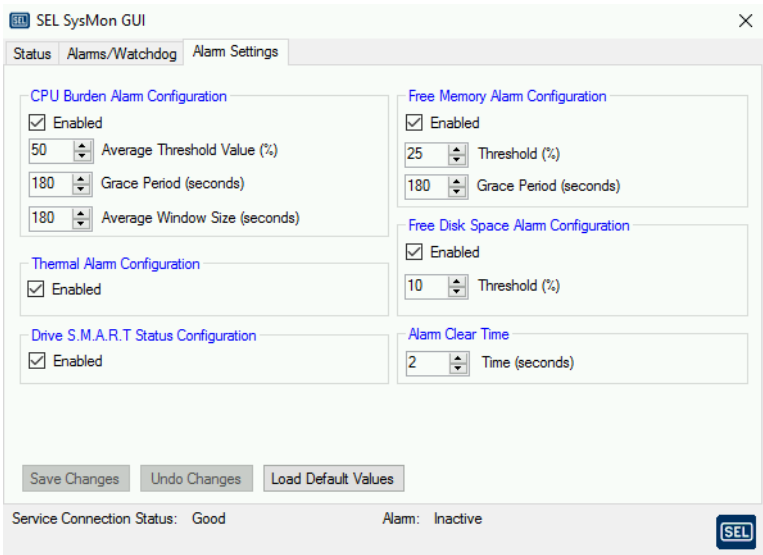 SEL SEL SysMon GUI
Status Alarms/Watchdog Alarm Settings
CPU Burden Alarm Configuration
Enabled
50 Average Threshold Value (%)
180 Grace Period (seconds)
180 Average Window Size (seconds)
Thermal Alarm Configuration
Enabled
Drive S.M.A.R.T Status Configuration
Enabled
Free Memory Alarm Configuration
Enabled
25 Threshold (%)
180 Grace Period (seconds)
Free Disk Space Alarm Configuration
Enabled
10 Threshold (%)
Alarm Clear Time
2 Time (seconds)
Save Changes Undo Changes Load Default Values
Service Connection Status: Good Alarm: Inactive
SEL